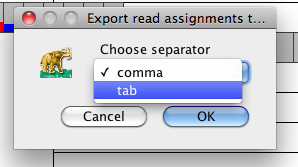 Export read assignments t...
Choose separator
✓ comma
tab
Cancel
OK